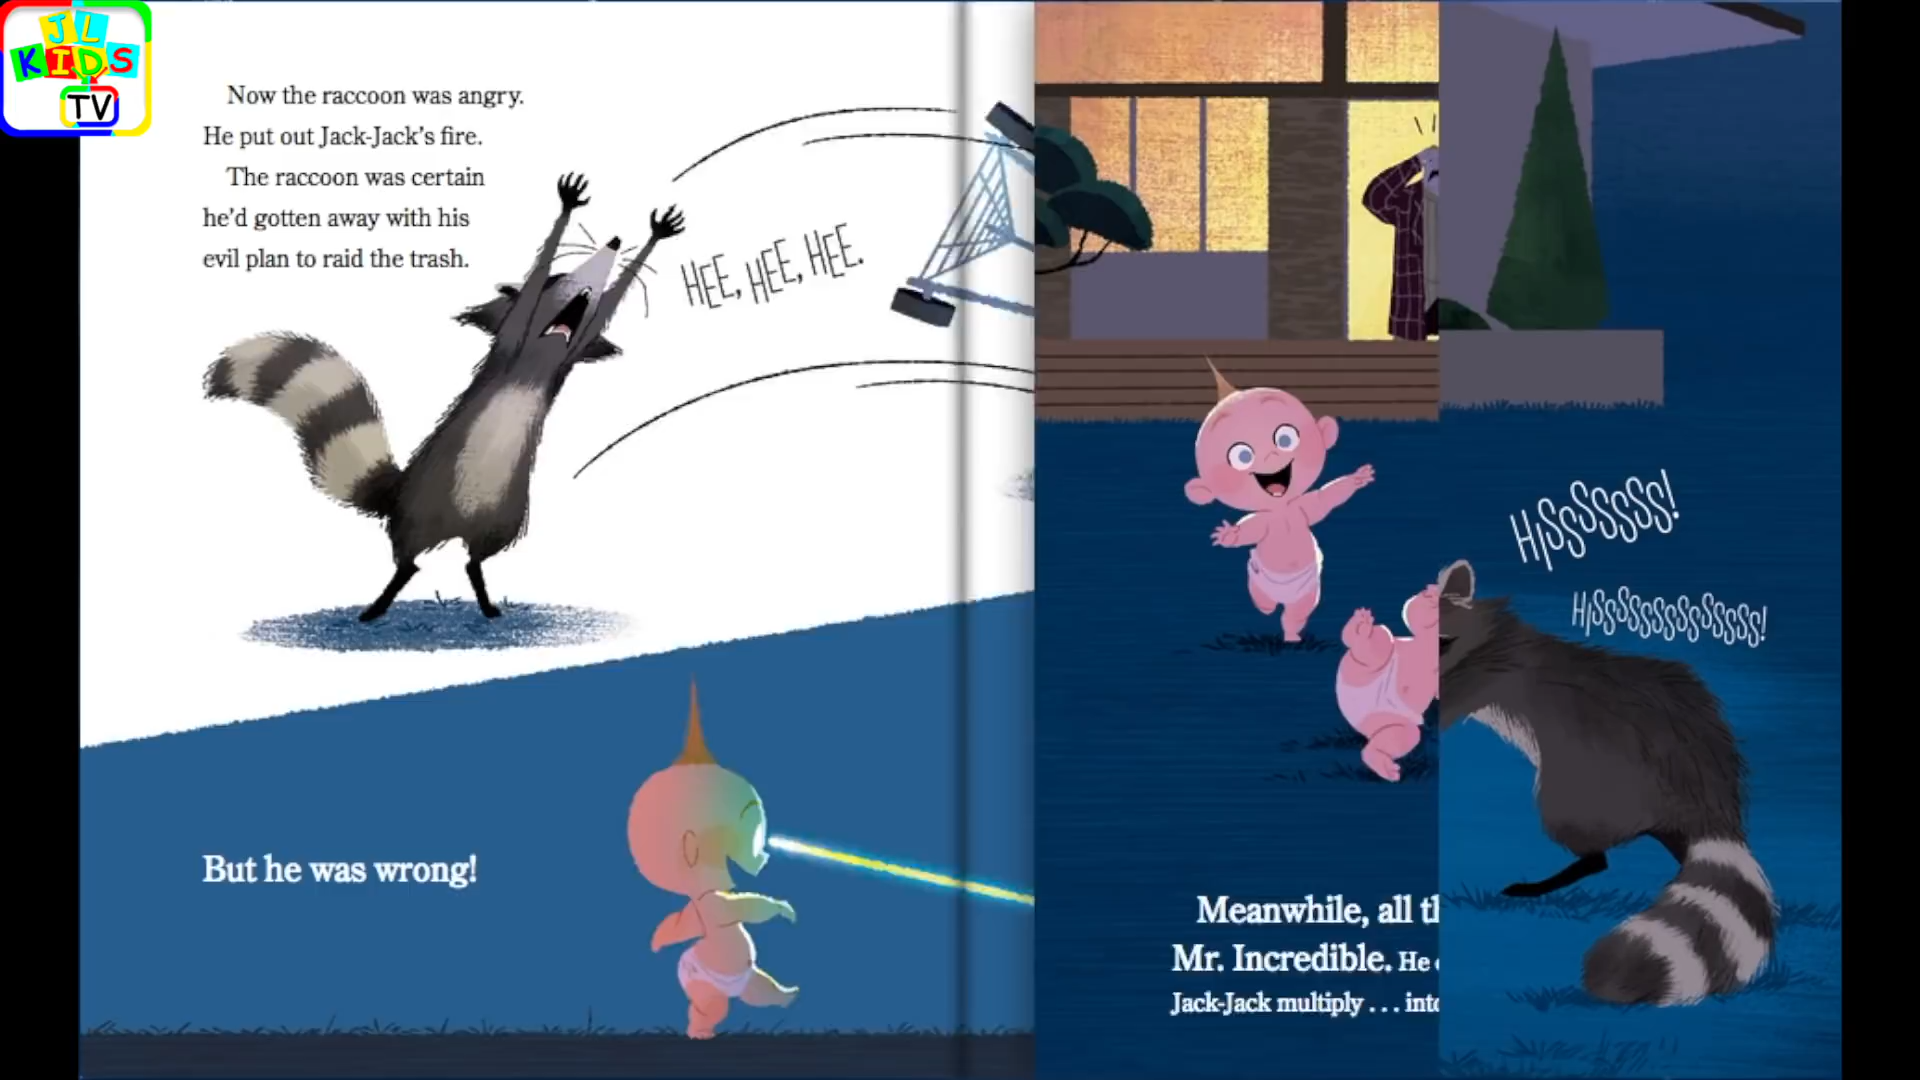 JL
KIDS
TV
Now the raccoon was angry.
He put out Jack-Jack's fire.
The raccoon was certain
he'd gotten away with his
evil plan to raid the trash.
HEE, HEE, HEE.
But he was wrong!
HISSSSSSS!
HISSSSSSSSSSSSS!
Meanwhile, all
Mr. Incredible. He
Jack-Jack multiply . . . into